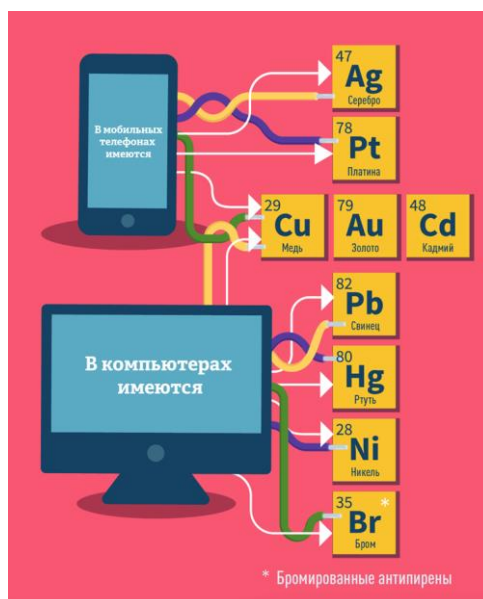 В мобильных
телефонах
имеются
47
Ag
Серебро
78
Pt
Платина
29
Cu
Медь
79
Au
Золото
48
Cd
Кадмий
В компьютерах
имеются
82
Pb
Свинец
80
Hg
Ртуть
28
Ni
Никель
35
Br *
Бром
* Бромированные антипирены